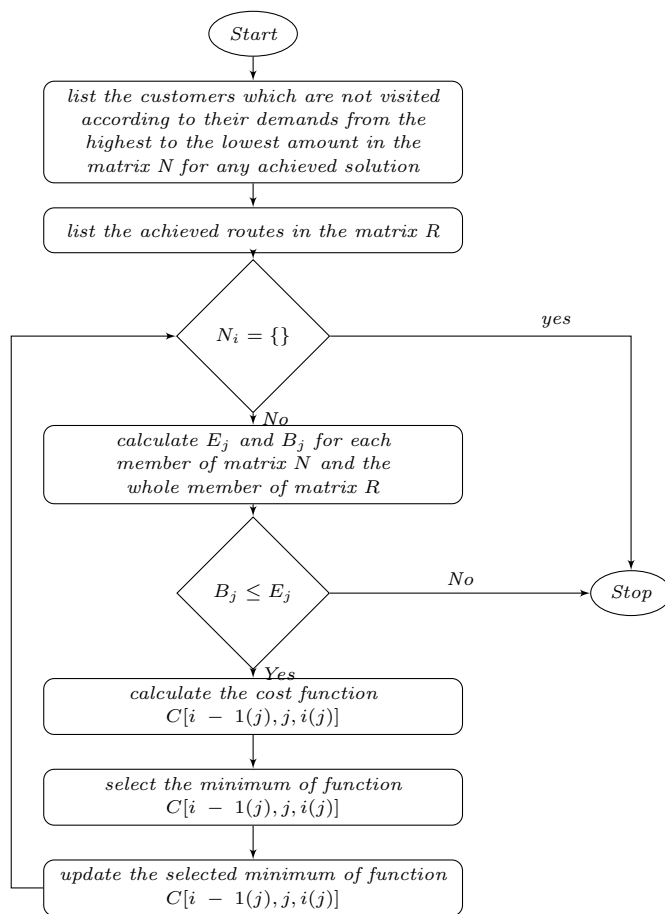 Start
list the customers which are not visited
according to their demands from the
highest to the lowest amount in the
matrix N for any achieved solution
list the achieved routes in the matrix R
yes
N_i = {}
No
calculate E_j and B_j for each
member of matrix N and the
whole member of matrix R
B_j ≤ E_j
No
Stop
Yes
calculate the cost function
C[i − 1(j), j, i(j)]
select the minimum of function
C[i − 1(j), j, i(j)]
update the selected minimum of function
C[i − 1(j), j, i(j)]